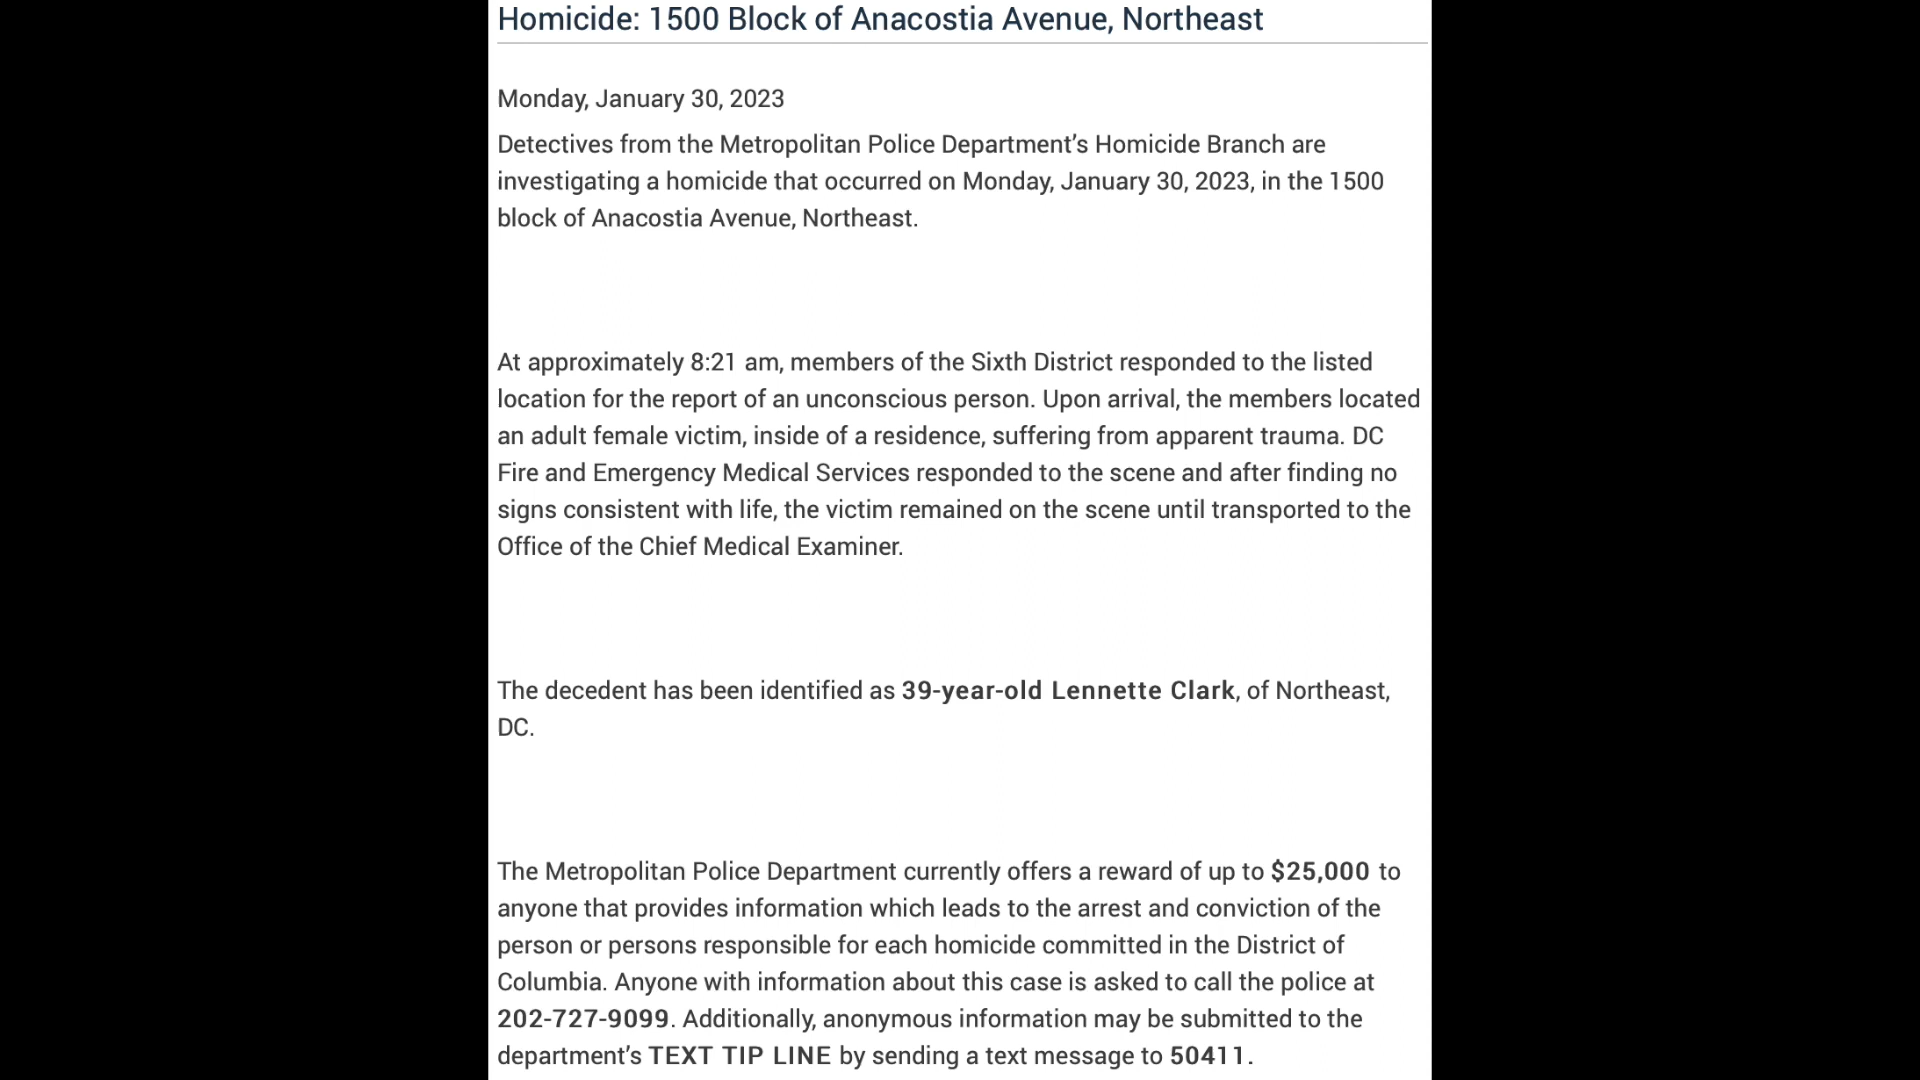 Homicide: 1500 Block of Anacostia Avenue, Northeast
Monday, January 30, 2023
Detectives from the Metropolitan Police Department’s Homicide Branch are
investigating a homicide that occurred on Monday, January 30, 2023, in the 1500
block of Anacostia Avenue, Northeast.
At approximately 8:21 am, members of the Sixth District responded to the listed
location for the report of an unconscious person. Upon arrival, the members located
an adult female victim, inside of a residence, suffering from apparent trauma. DC
Fire and Emergency Medical Services responded to the scene and after finding no
signs consistent with life, the victim remained on the scene until transported to the
Office of the Chief Medical Examiner.
The decedent has been identified as 39-year-old Lennette Clark, of Northeast,
DC.
The Metropolitan Police Department currently offers a reward of up to $25,000 to
anyone that provides information which leads to the arrest and conviction of the
person or persons responsible for each homicide committed in the District of
Columbia. Anyone with information about this case is asked to call the police at
202-727-9099. Additionally, anonymous information may be submitted to the
department’s TEXT TIP LINE by sending a text message to 50411.